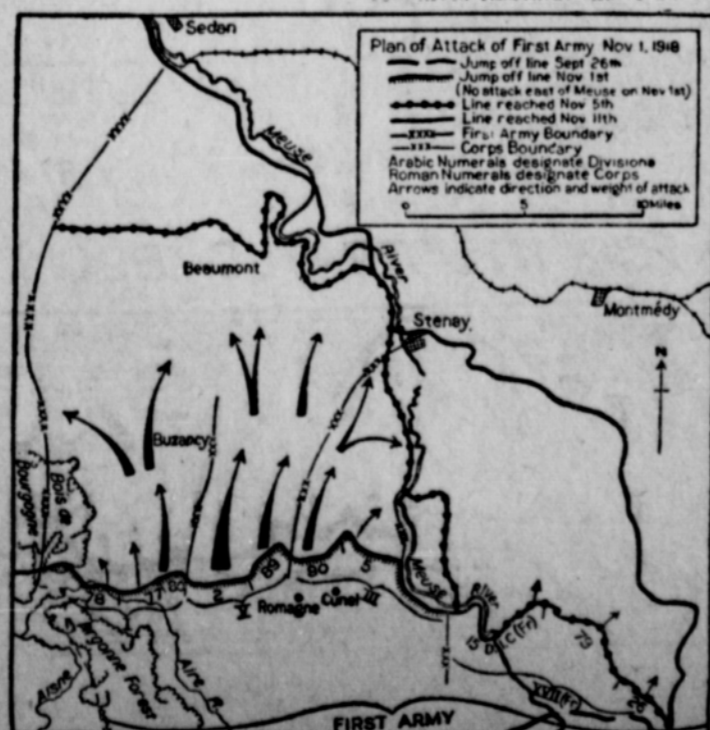 Sedan
Plan of Attack of First Army Nov 1, 1918
Jump off line Sept 26th
Jump off line Nov 1st
(No attack east of Meuse on Nov 1st)
Line reached Nov 5th
Line reached Nov 11th
First Army Boundary
Corps Boundary
Arabic Numerals designate Divisions
Roman Numerals designate Corps
Arrows indicate direction and weight of attack
0 5 10 Miles
Meuse
River
Beaumont
Montmédy
Stenay
N
Buzancy
Bois de
Bourgogne
78 77 80 2 89 90 5
V Romagne Cunel III
Meuse
River
15 D.I.C (Fr) 79
Argonne Forest
Aire R.
Aisne
XVII (Fr)
FIRST ARMY